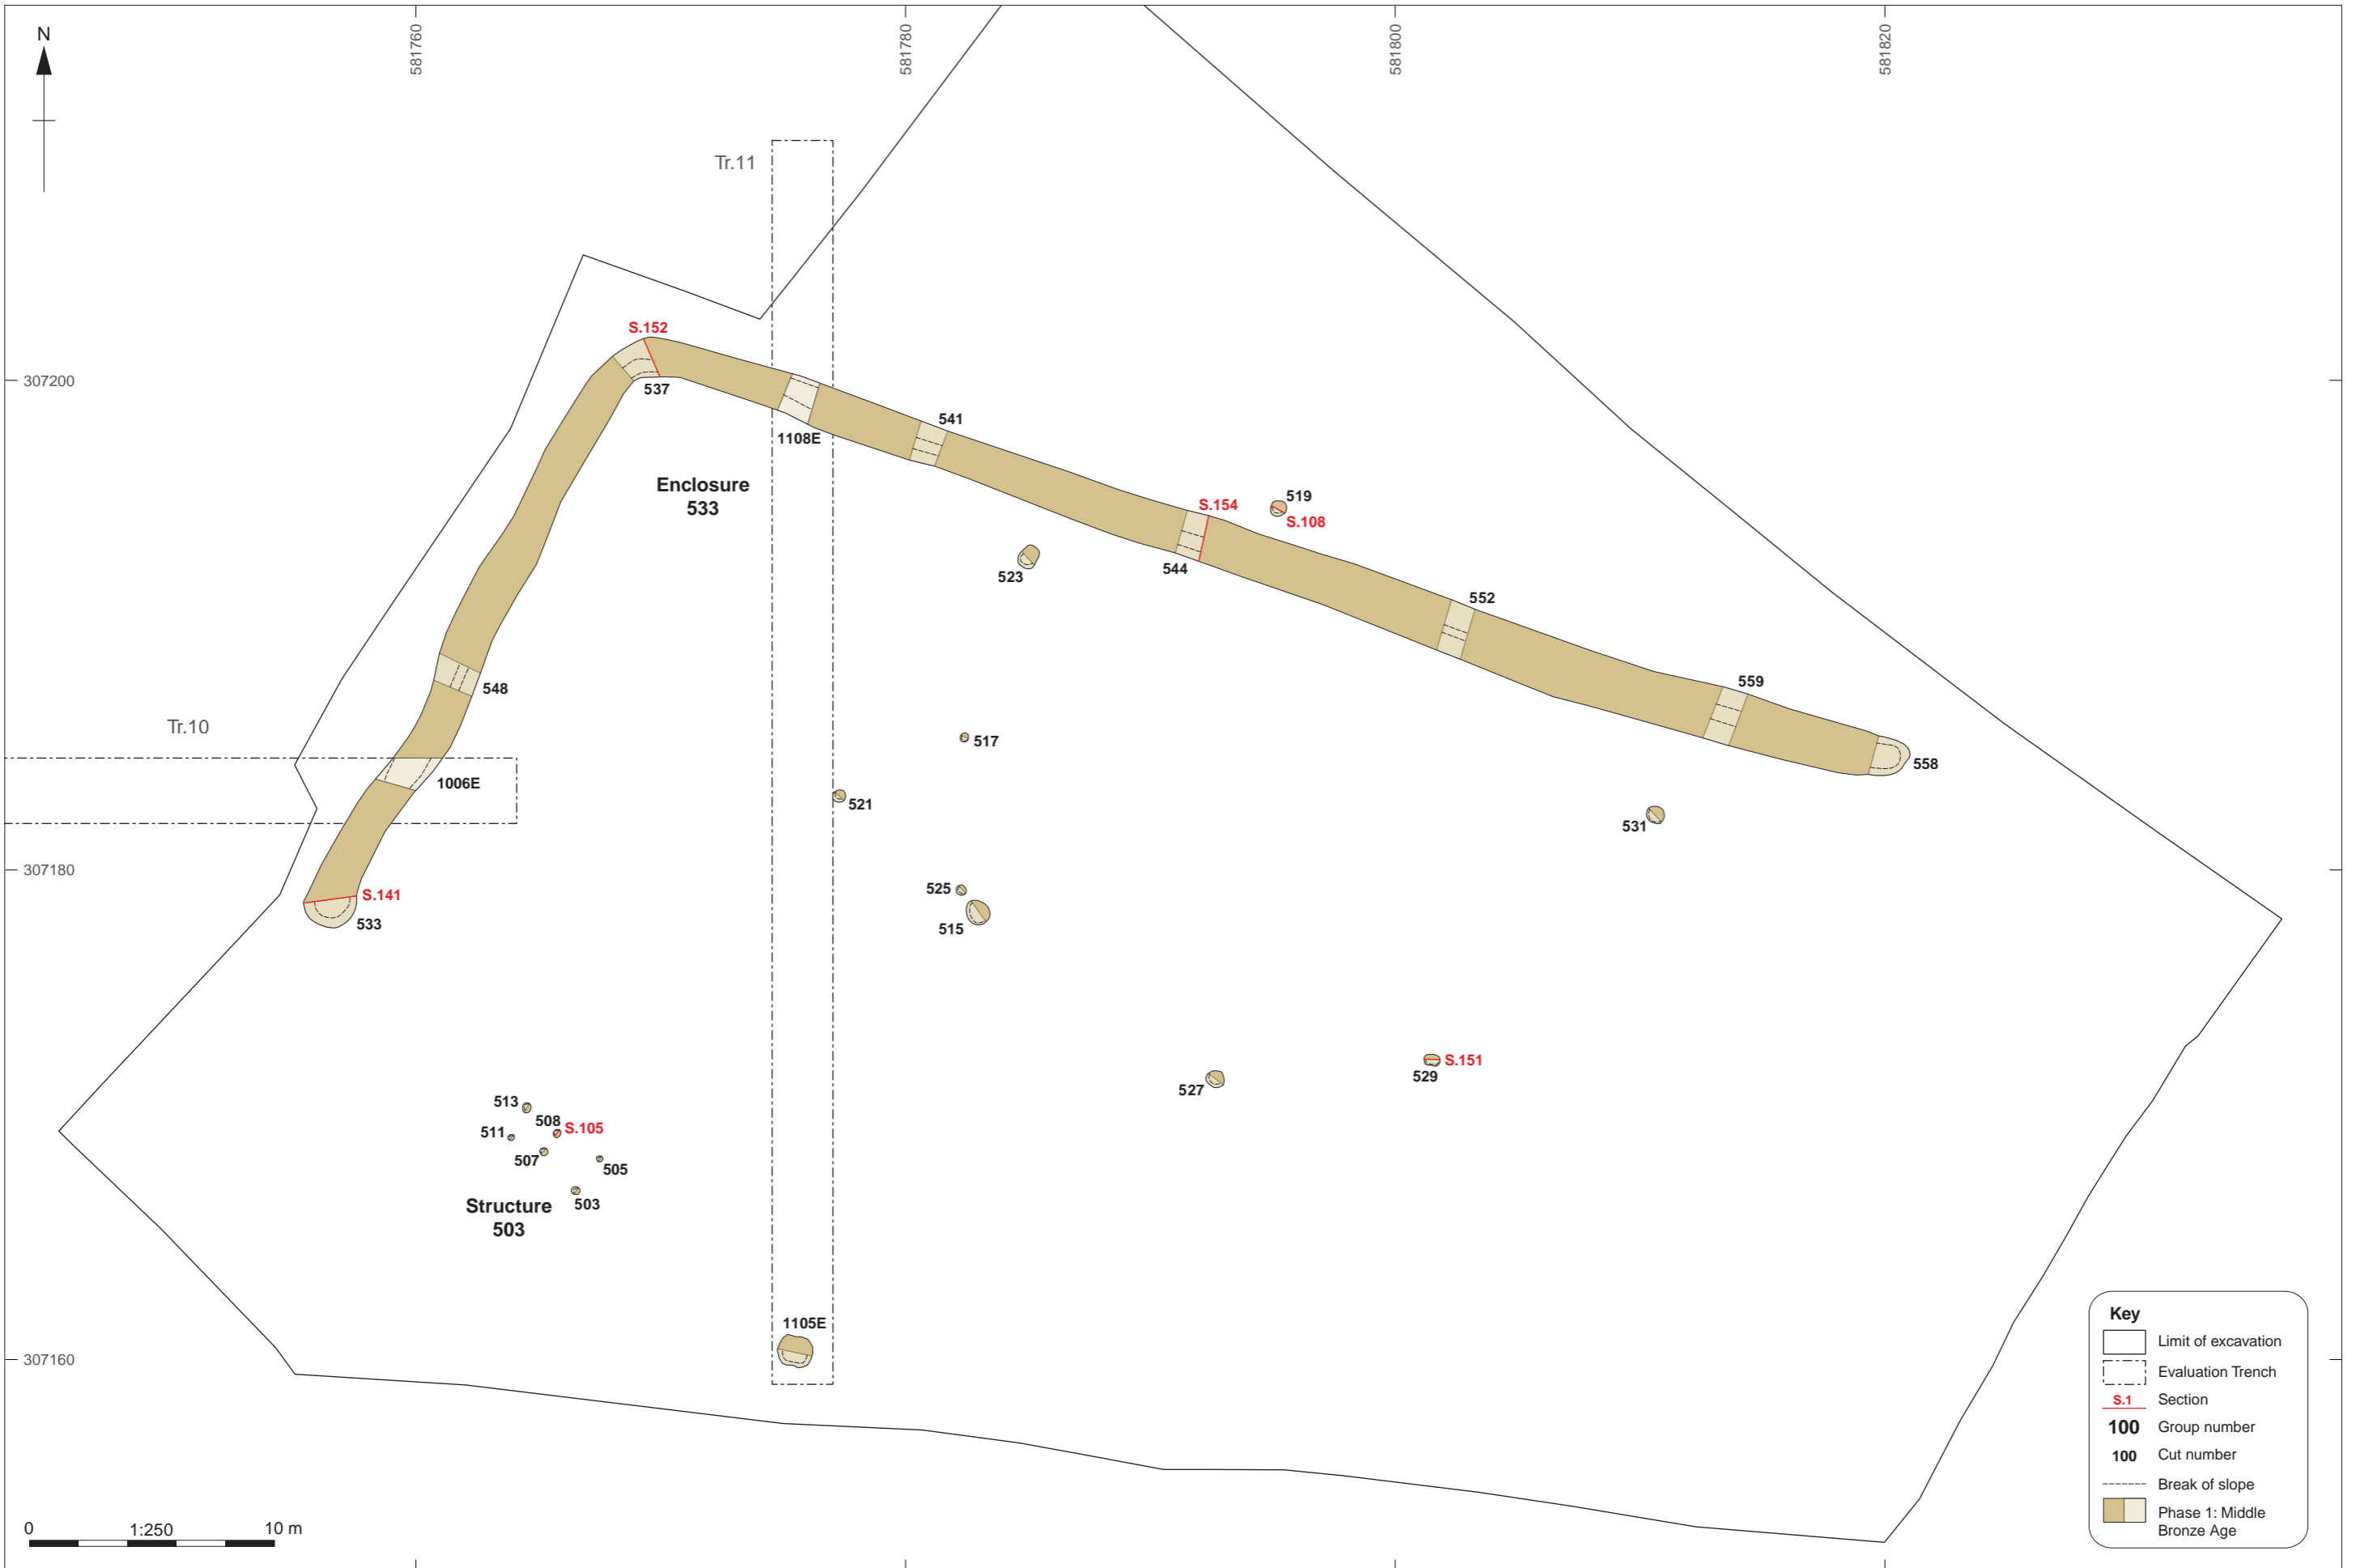 N
581760
581780
581800
581820
Tr.11
307200
S.152
537
1108E
541
Enclosure
533
S.154
519
S.108
523
544
552
559
548
Tr.10
517
558
1006E
521
531
307180
525
S.141
533
515
S.151
529
527
513
508
S.105
511
507
505
503
Structure
503
1105E
307160
Key
Limit of excavation
Evaluation Trench
S.1 Section
100 Group number
100 Cut number
Break of slope
Phase 1: Middle
Bronze Age
0 1:250 10 m